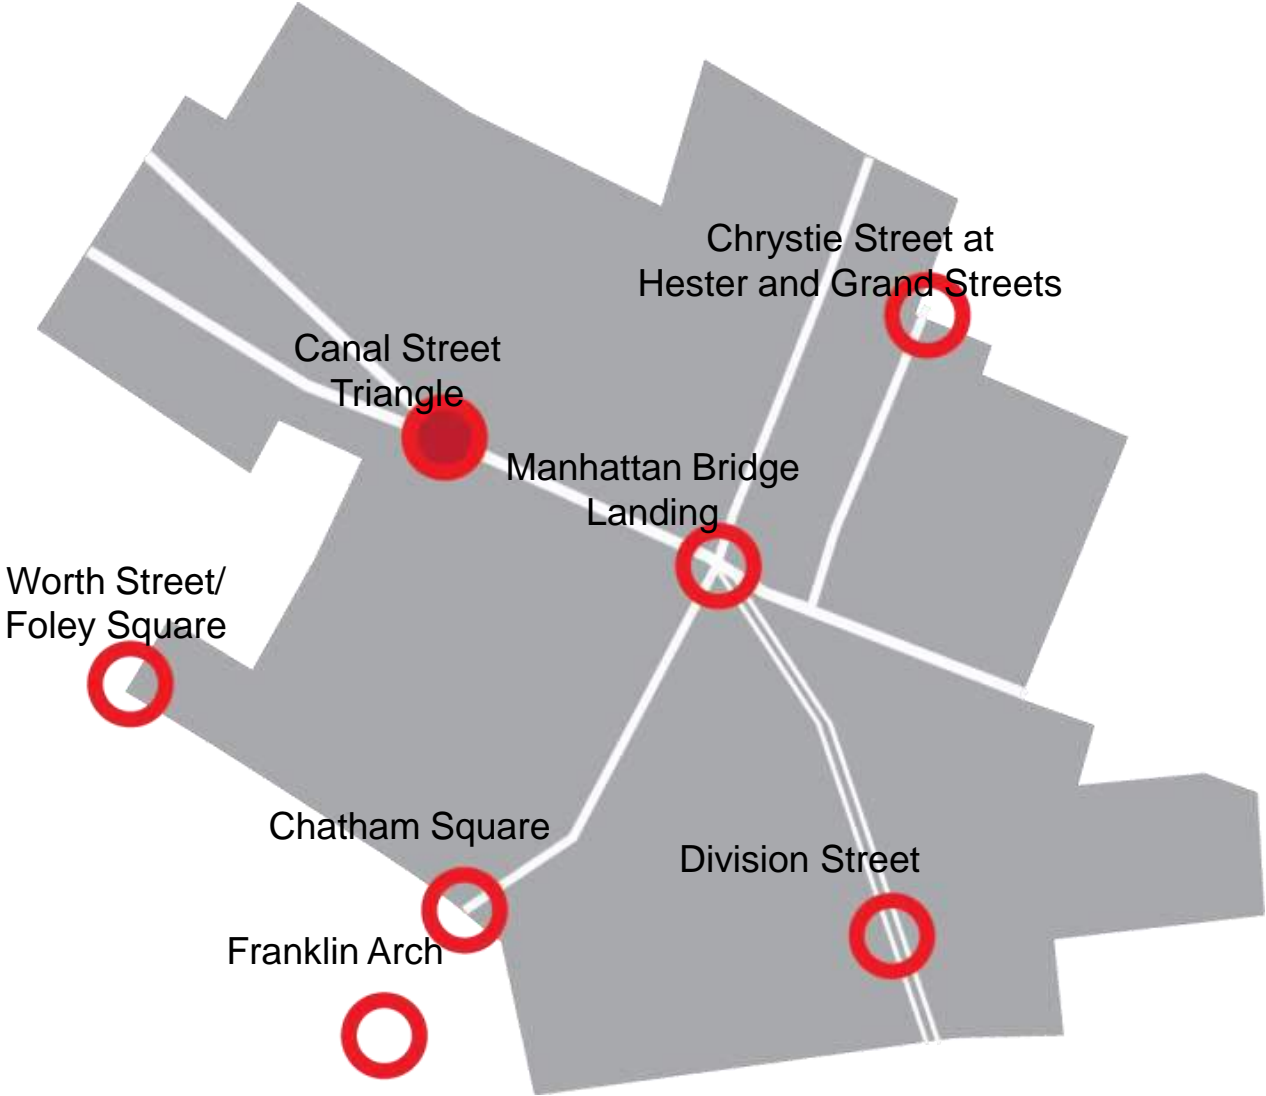 Chrystie Street at
Hester and Grand Streets
Canal Street
Triangle
Manhattan Bridge
Landing
Worth Street/
Foley Square
Chatham Square
Division Street
Franklin Arch